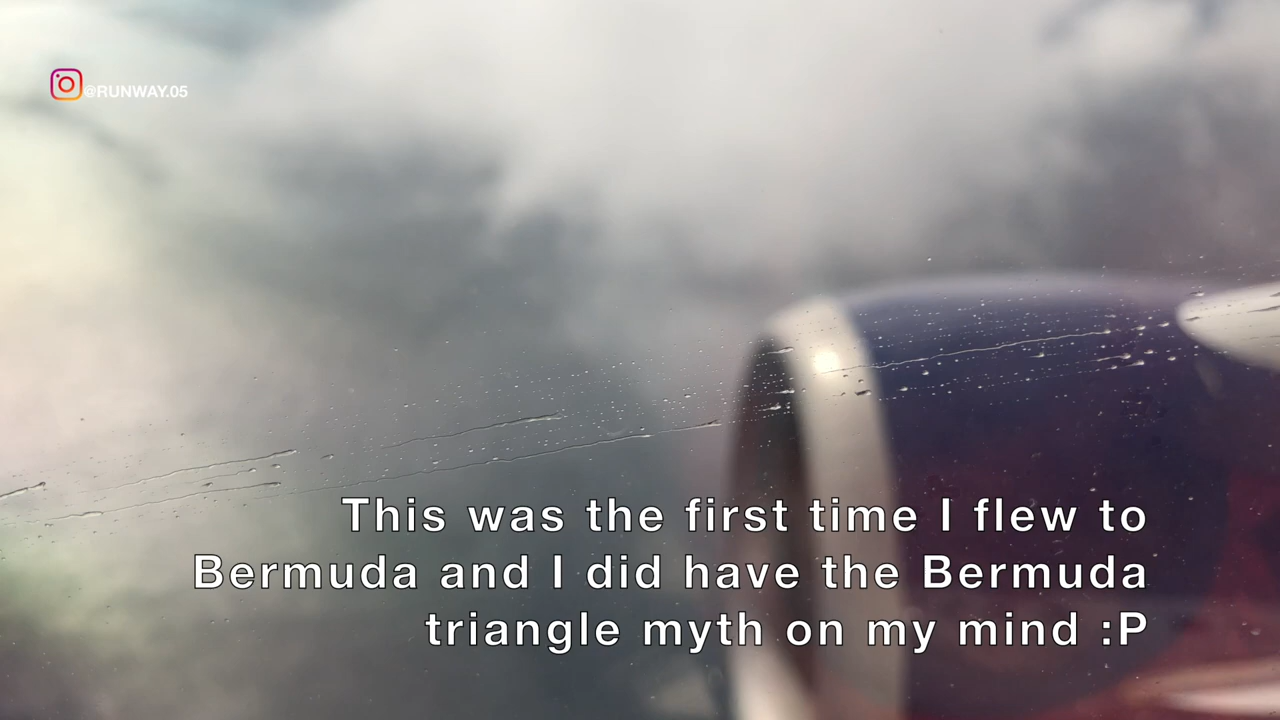 @RUNWAY.05
This was the first time I flew to
Bermuda and I did have the Bermuda
triangle myth on my mind :P